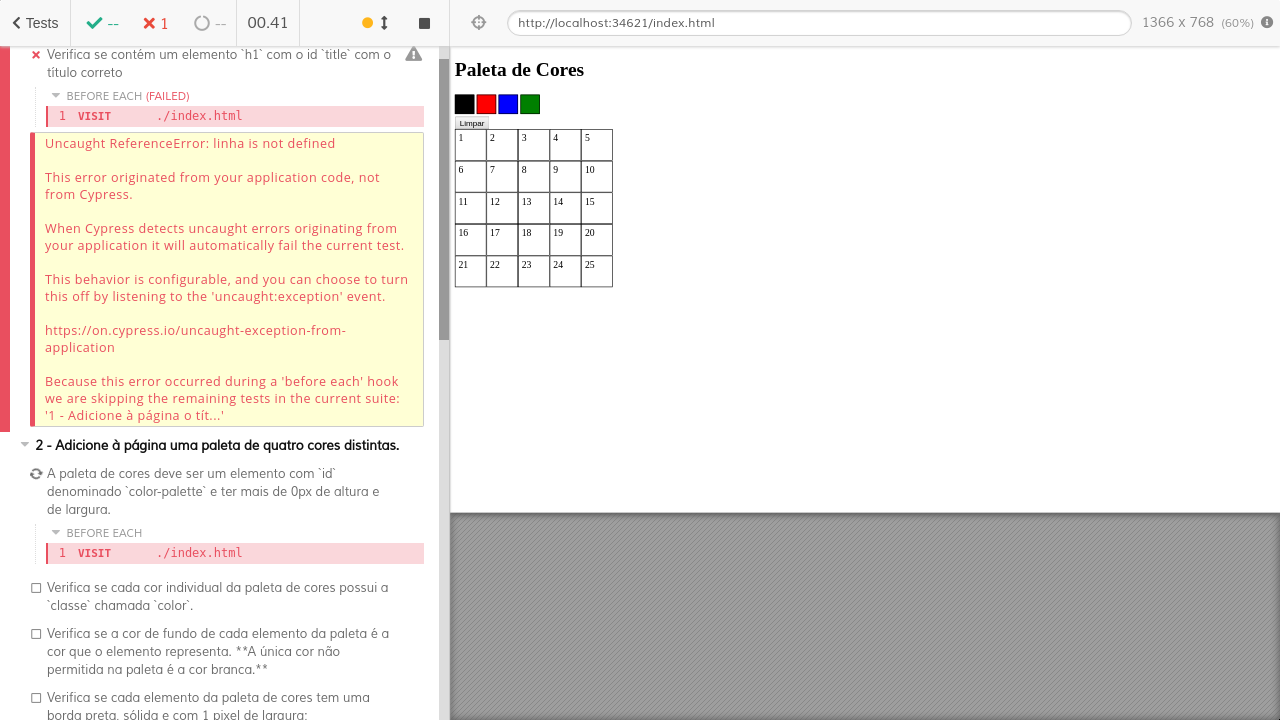 Tests
--
1
--
00.41
http://localhost:34621/index.html
1366 x 768 (60%)
Verifica se contém um elemento `h1` com o id `title` com o
título correto
BEFORE EACH (FAILED)
1 VISIT ./index.html
Uncaught ReferenceError: linha is not defined
This error originated from your application code, not
from Cypress.
When Cypress detects uncaught errors originating from
your application it will automatically fail the current test.
This behavior is configurable, and you can choose to turn
this off by listening to the 'uncaught:exception' event.
https://on.cypress.io/uncaught-exception-from-
application
Because this error occurred during a 'before each' hook
we are skipping the remaining tests in the current suite:
'1 - Adicione à página o tít...'
2 - Adicione à página uma paleta de quatro cores distintas.
A paleta de cores deve ser um elemento com `id`
denominado `color-palette` e ter mais de 0px de altura e
de largura.
BEFORE EACH
1 VISIT ./index.html
Verifica se cada cor individual da paleta de cores possui a
`classe` chamada `color`.
Verifica se a cor de fundo de cada elemento da paleta é a
cor que o elemento representa. **A única cor não
permitida na paleta é a cor branca.**
Verifica se cada elemento da paleta de cores tem uma
borda preta, sólida e com 1 pixel de largura;
Paleta de Cores
Limpar
1 2 3 4 5
6 7 8 9 10
11 12 13 14 15
16 17 18 19 20
21 22 23 24 25